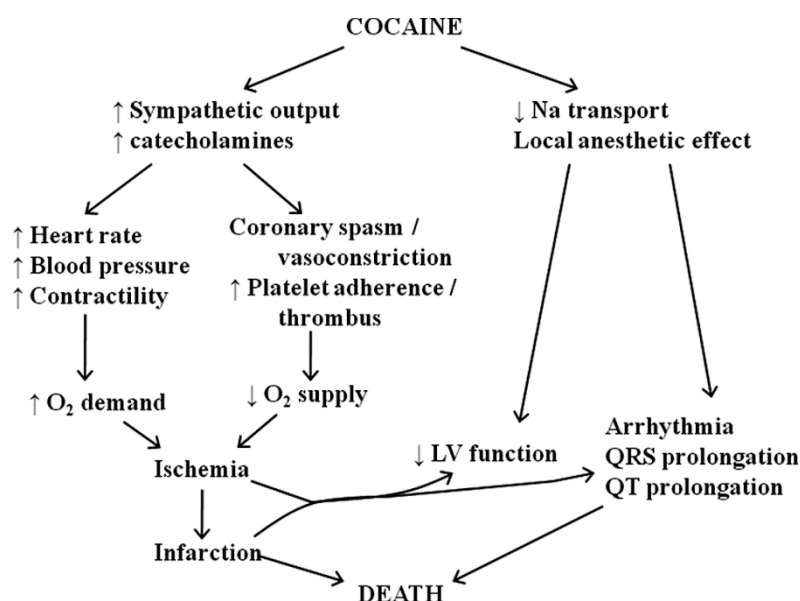 COCAINE
↑ Sympathetic output
↑ catecholamines
↓ Na transport
Local anesthetic effect
↑ Heart rate
↑ Blood pressure
↑ Contractility
Coronary spasm /
vasoconstriction
↑ Platelet adherence /
thrombus
↑ O₂ demand
↓ O₂ supply
Ischemia
↓ LV function
Arrhythmia
QRS prolongation
QT prolongation
Infarction
DEATH